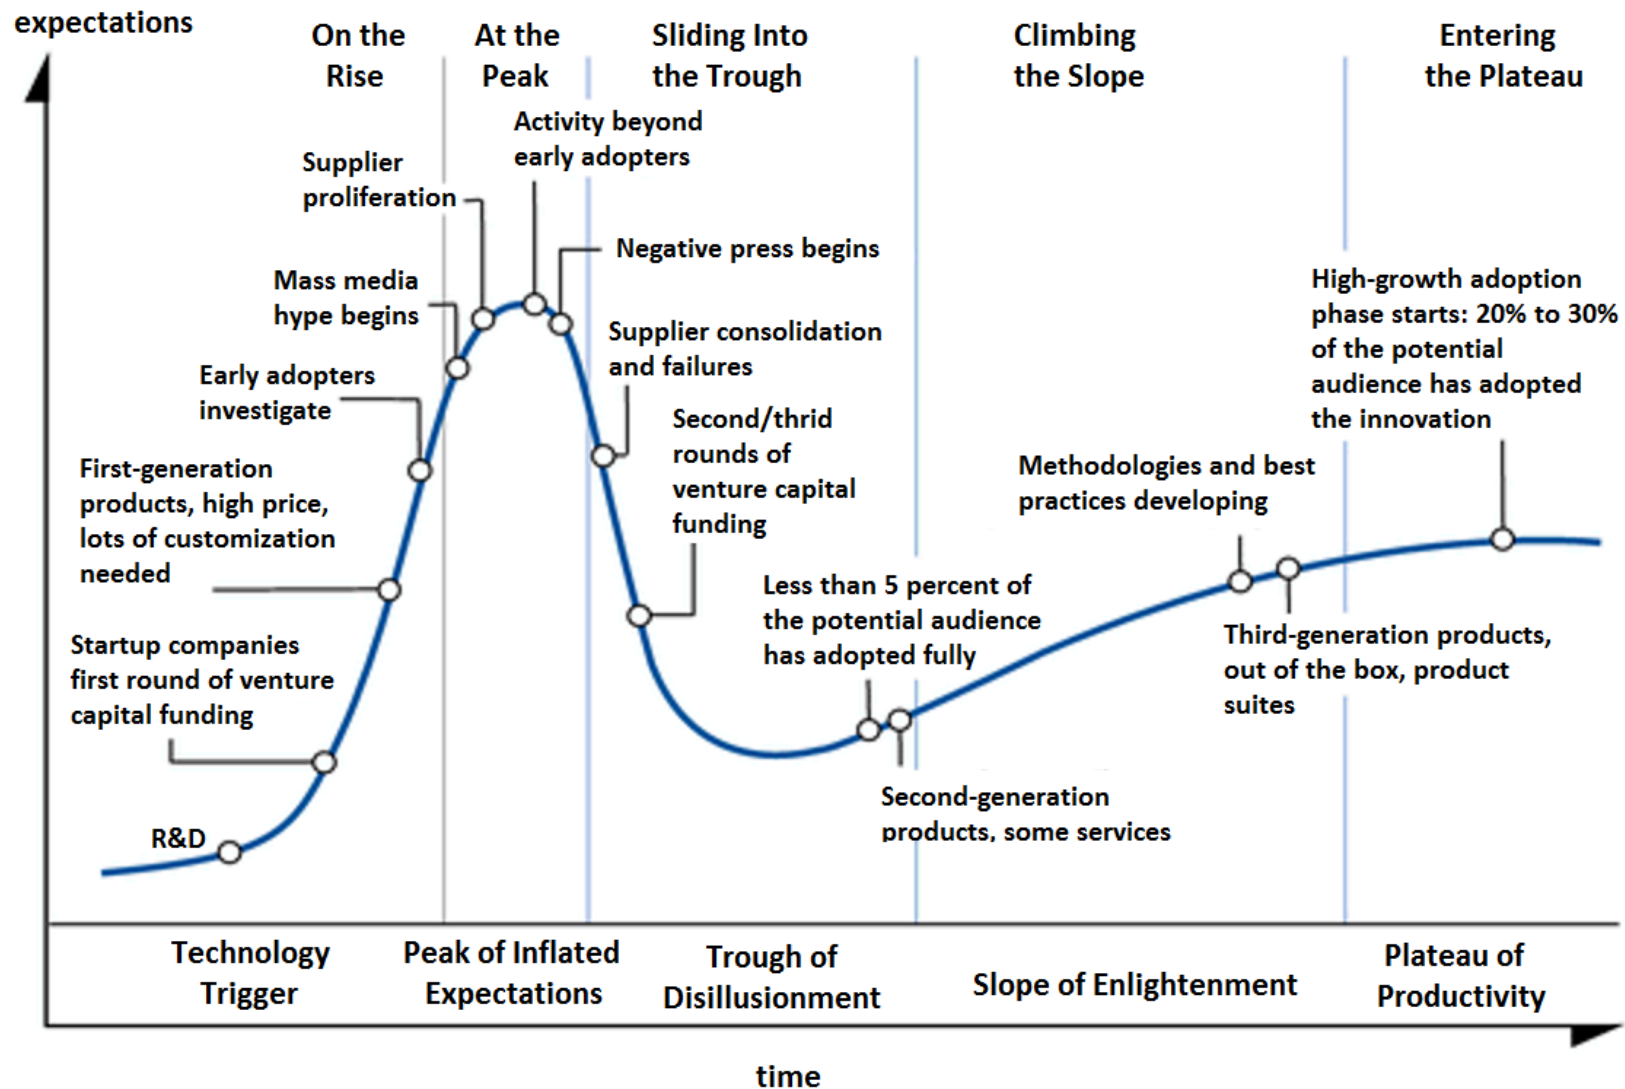 expectations
On the
Rise
At the
Peak
Sliding Into
the Trough
Climbing
the Slope
Entering
the Plateau
Activity beyond
early adopters
Supplier
proliferation
Negative press begins
Mass media
hype begins
Supplier consolidation
and failures
Early adopters
investigate
Second/thrid
rounds of
venture capital
funding
High-growth adoption
phase starts: 20% to 30%
of the potential
audience has adopted
the innovation
First-generation
products, high price,
lots of customization
needed
Methodologies and best
practices developing
Startup companies
first round of venture
capital funding
Less than 5 percent of
the potential audience
has adopted fully
Third-generation products,
out of the box, product
suites
Second-generation
products, some services
R&D
Technology
Trigger
Peak of Inflated
Expectations
Trough of
Disillusionment
Slope of Enlightenment
Plateau of
Productivity
time